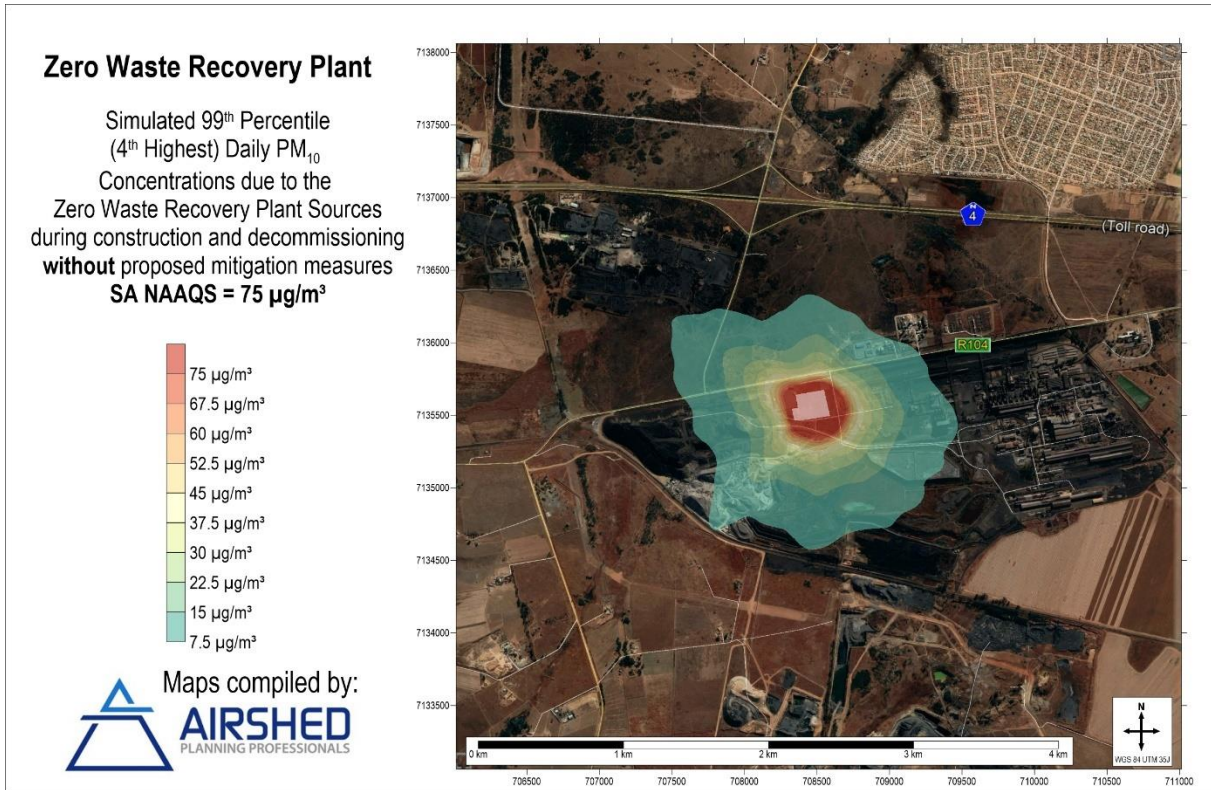 Zero Waste Recovery Plant
Simulated 99th Percentile
(4th Highest) Daily PM10
Concentrations due to the
Zero Waste Recovery Plant Sources
during construction and decommissioning
without proposed mitigation measures
SA NAAQS = 75 µg/m³
75 µg/m³
67.5 µg/m³
60 µg/m³
52.5 µg/m³
45 µg/m³
37.5 µg/m³
30 µg/m³
22.5 µg/m³
15 µg/m³
7.5 µg/m³
Maps compiled by:
AIRSHED
PLANNING PROFESSIONALS
7138000
7137500
7137000
7136500
7136000
7135500
7135000
7134500
7134000
7133500
N
4
(Toll road)
R104
0 km
1 km
2 km
3 km
4 km
N
WGS 84 UTM 35J
706500
707000
707500
708000
708500
709000
709500
710000
710500
711000